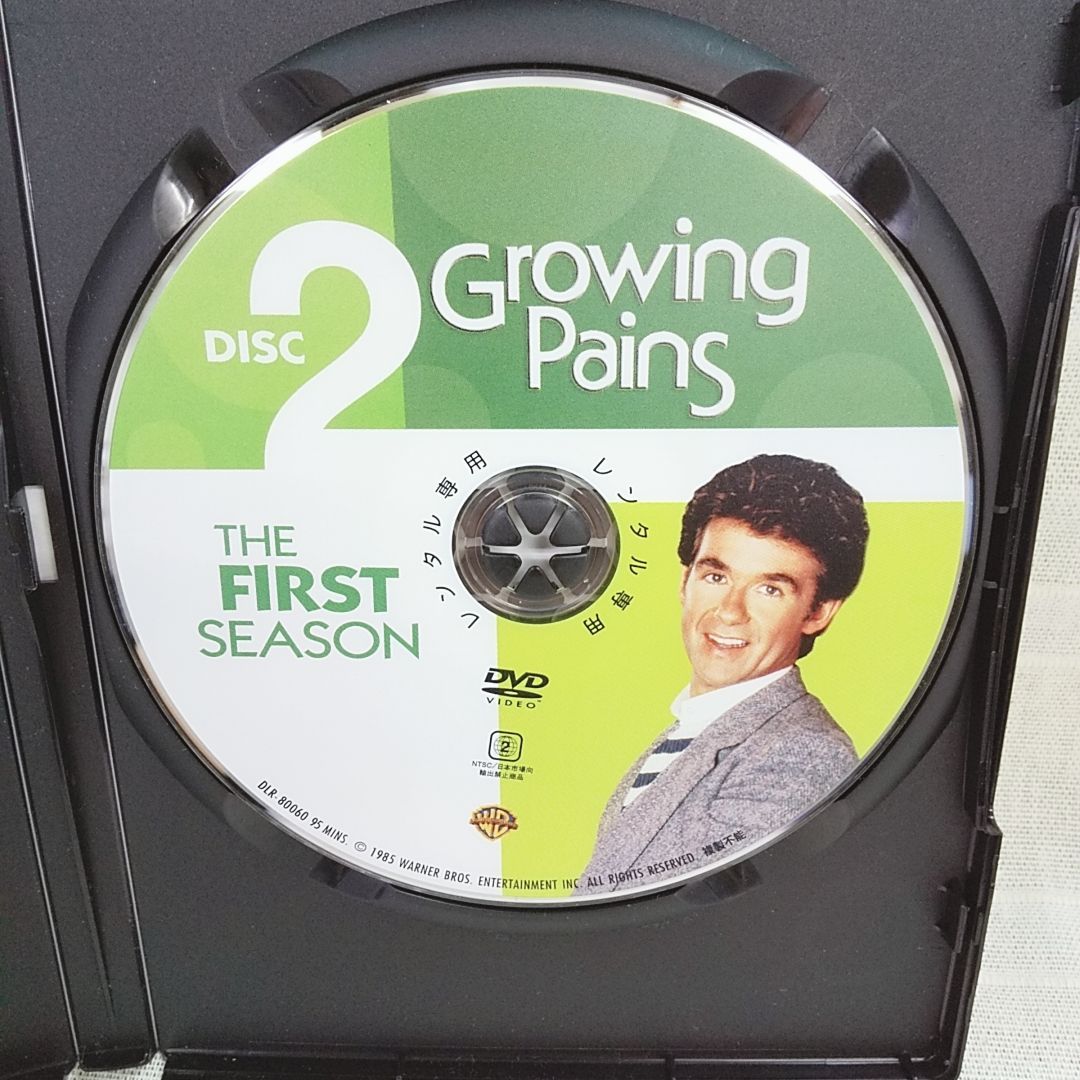 2
DISC
Growing
Pains
レンタル専用
レンタル専用
THE
FIRST
SEASON
DVD
VIDEO™
2
NTSC/日本市場向
輸出禁止商品
WB
DLR-80060 95 MINS. © 1985 WARNER BROS. ENTERTAINMENT INC. ALL RIGHTS RESERVED. 複製不能